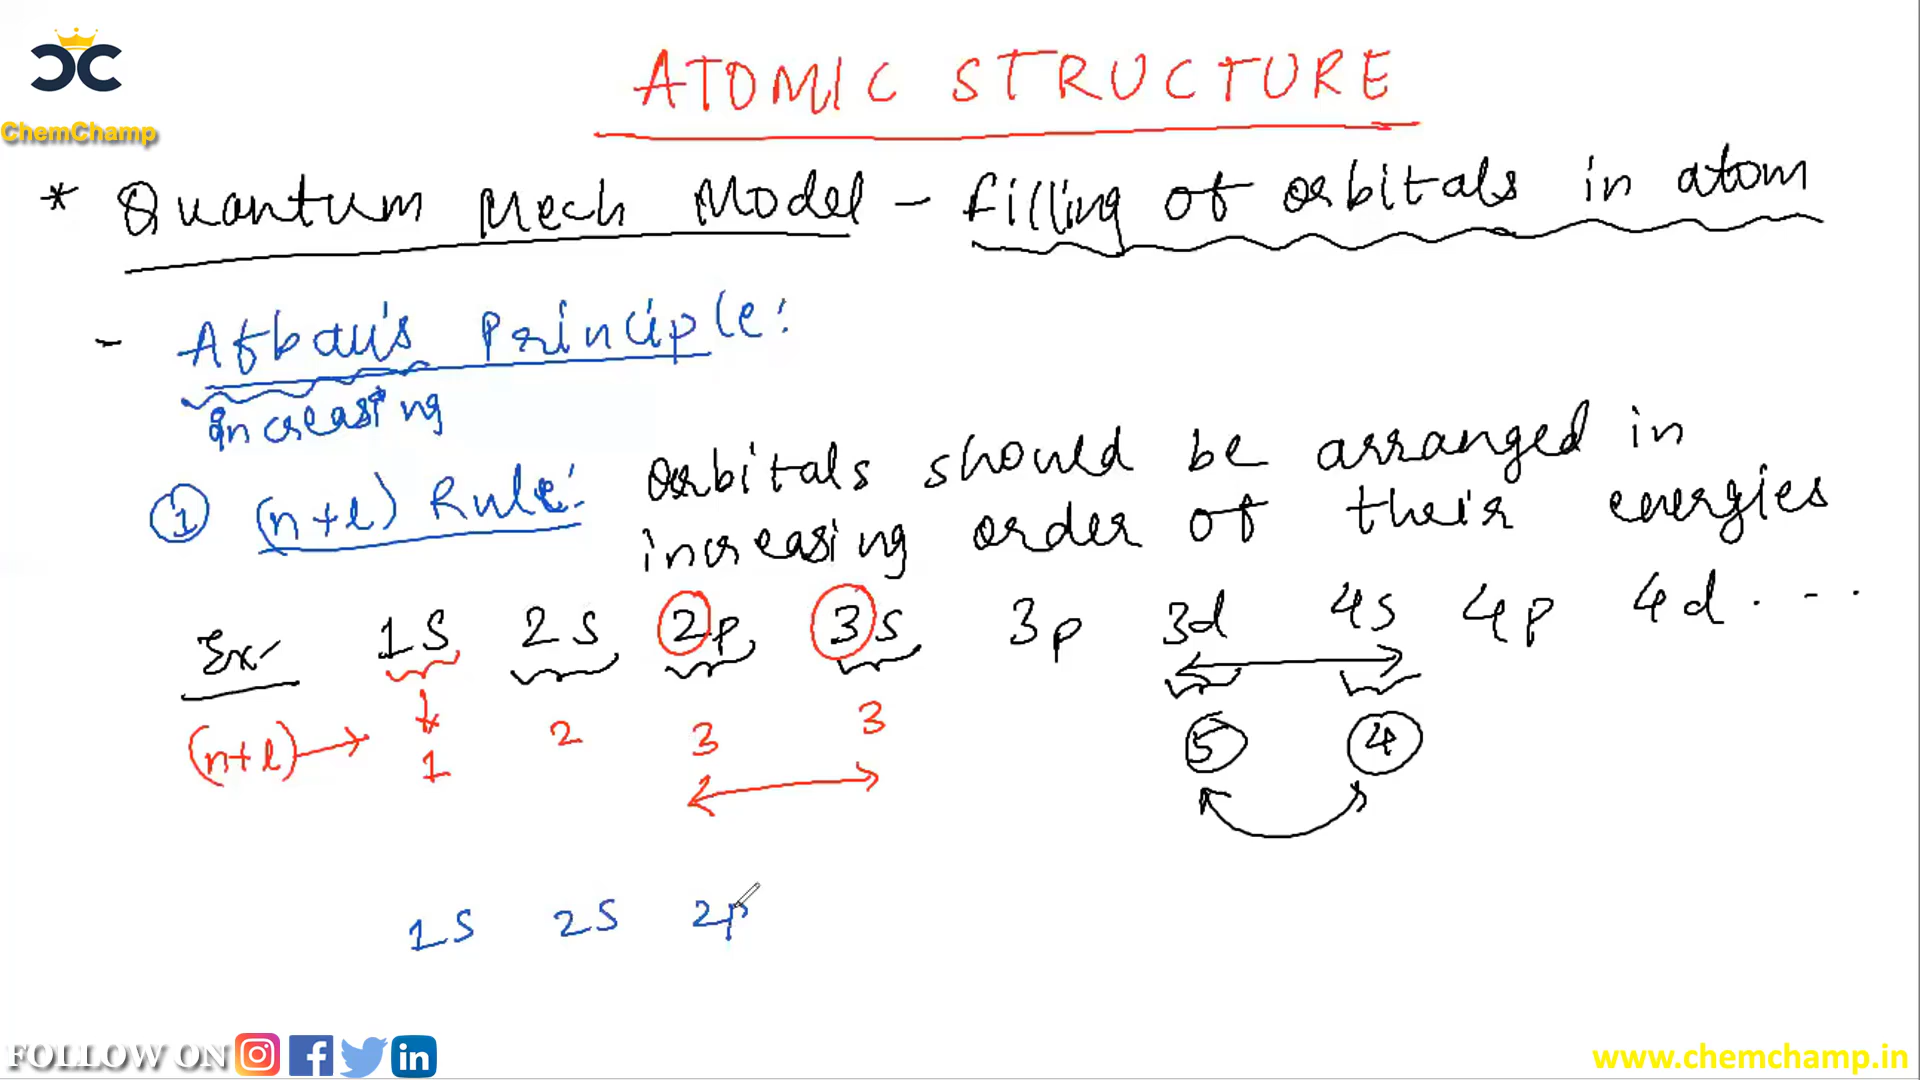 ChemChamp
ATOMIC STRUCTURE
* Quantum Mech Model - filling of orbitals in atom
- Afbau's Principle:
increasing
① (n+l) Rule: orbitals should be arranged in
increasing order of their energies
Ex- 1S 2S 2p 3s 3p 3d 4s 4p 4d . - - .
(n+l) → 1 2 3 3 5 4
1S 2S 2p
FOLLOW ON
www.chemchamp.in